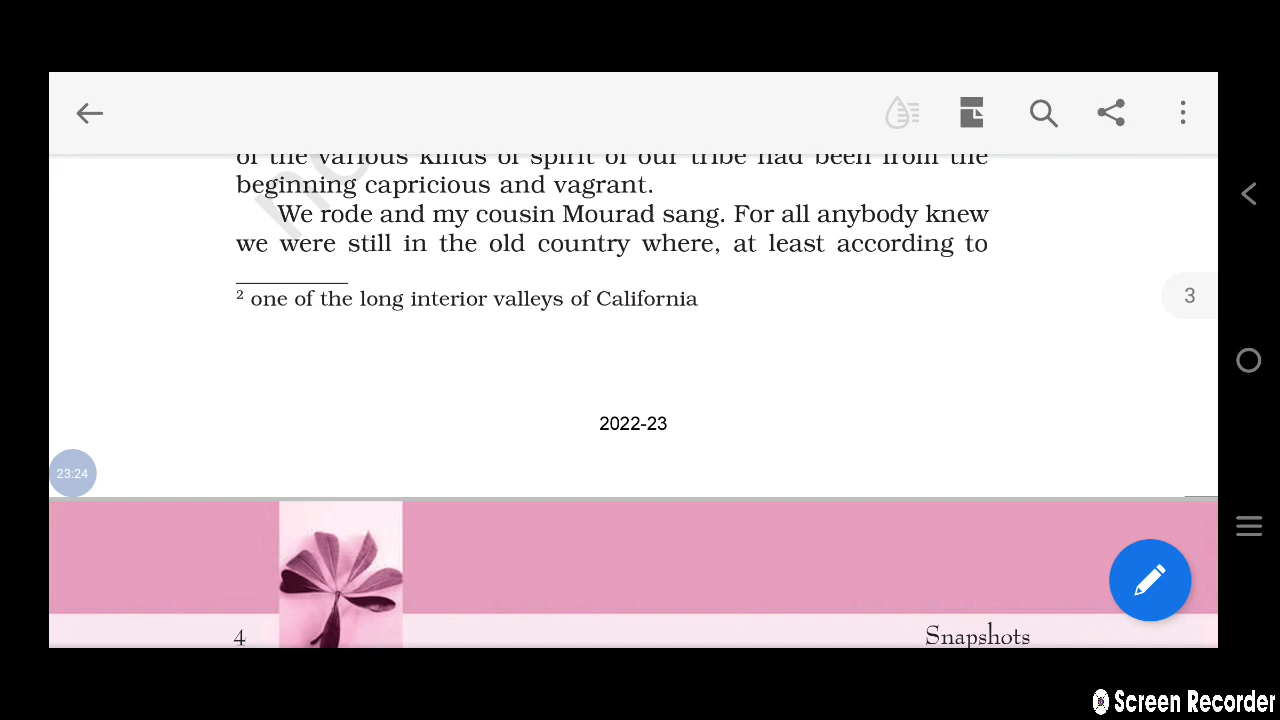 of the various kinds of spirit of our tribe had been from the
beginning capricious and vagrant.
We rode and my cousin Mourad sang. For all anybody knew
we were still in the old country where, at least according to
2 one of the long interior valleys of California
3
2022-23
23:24
4
Snapshots
Screen Recorder